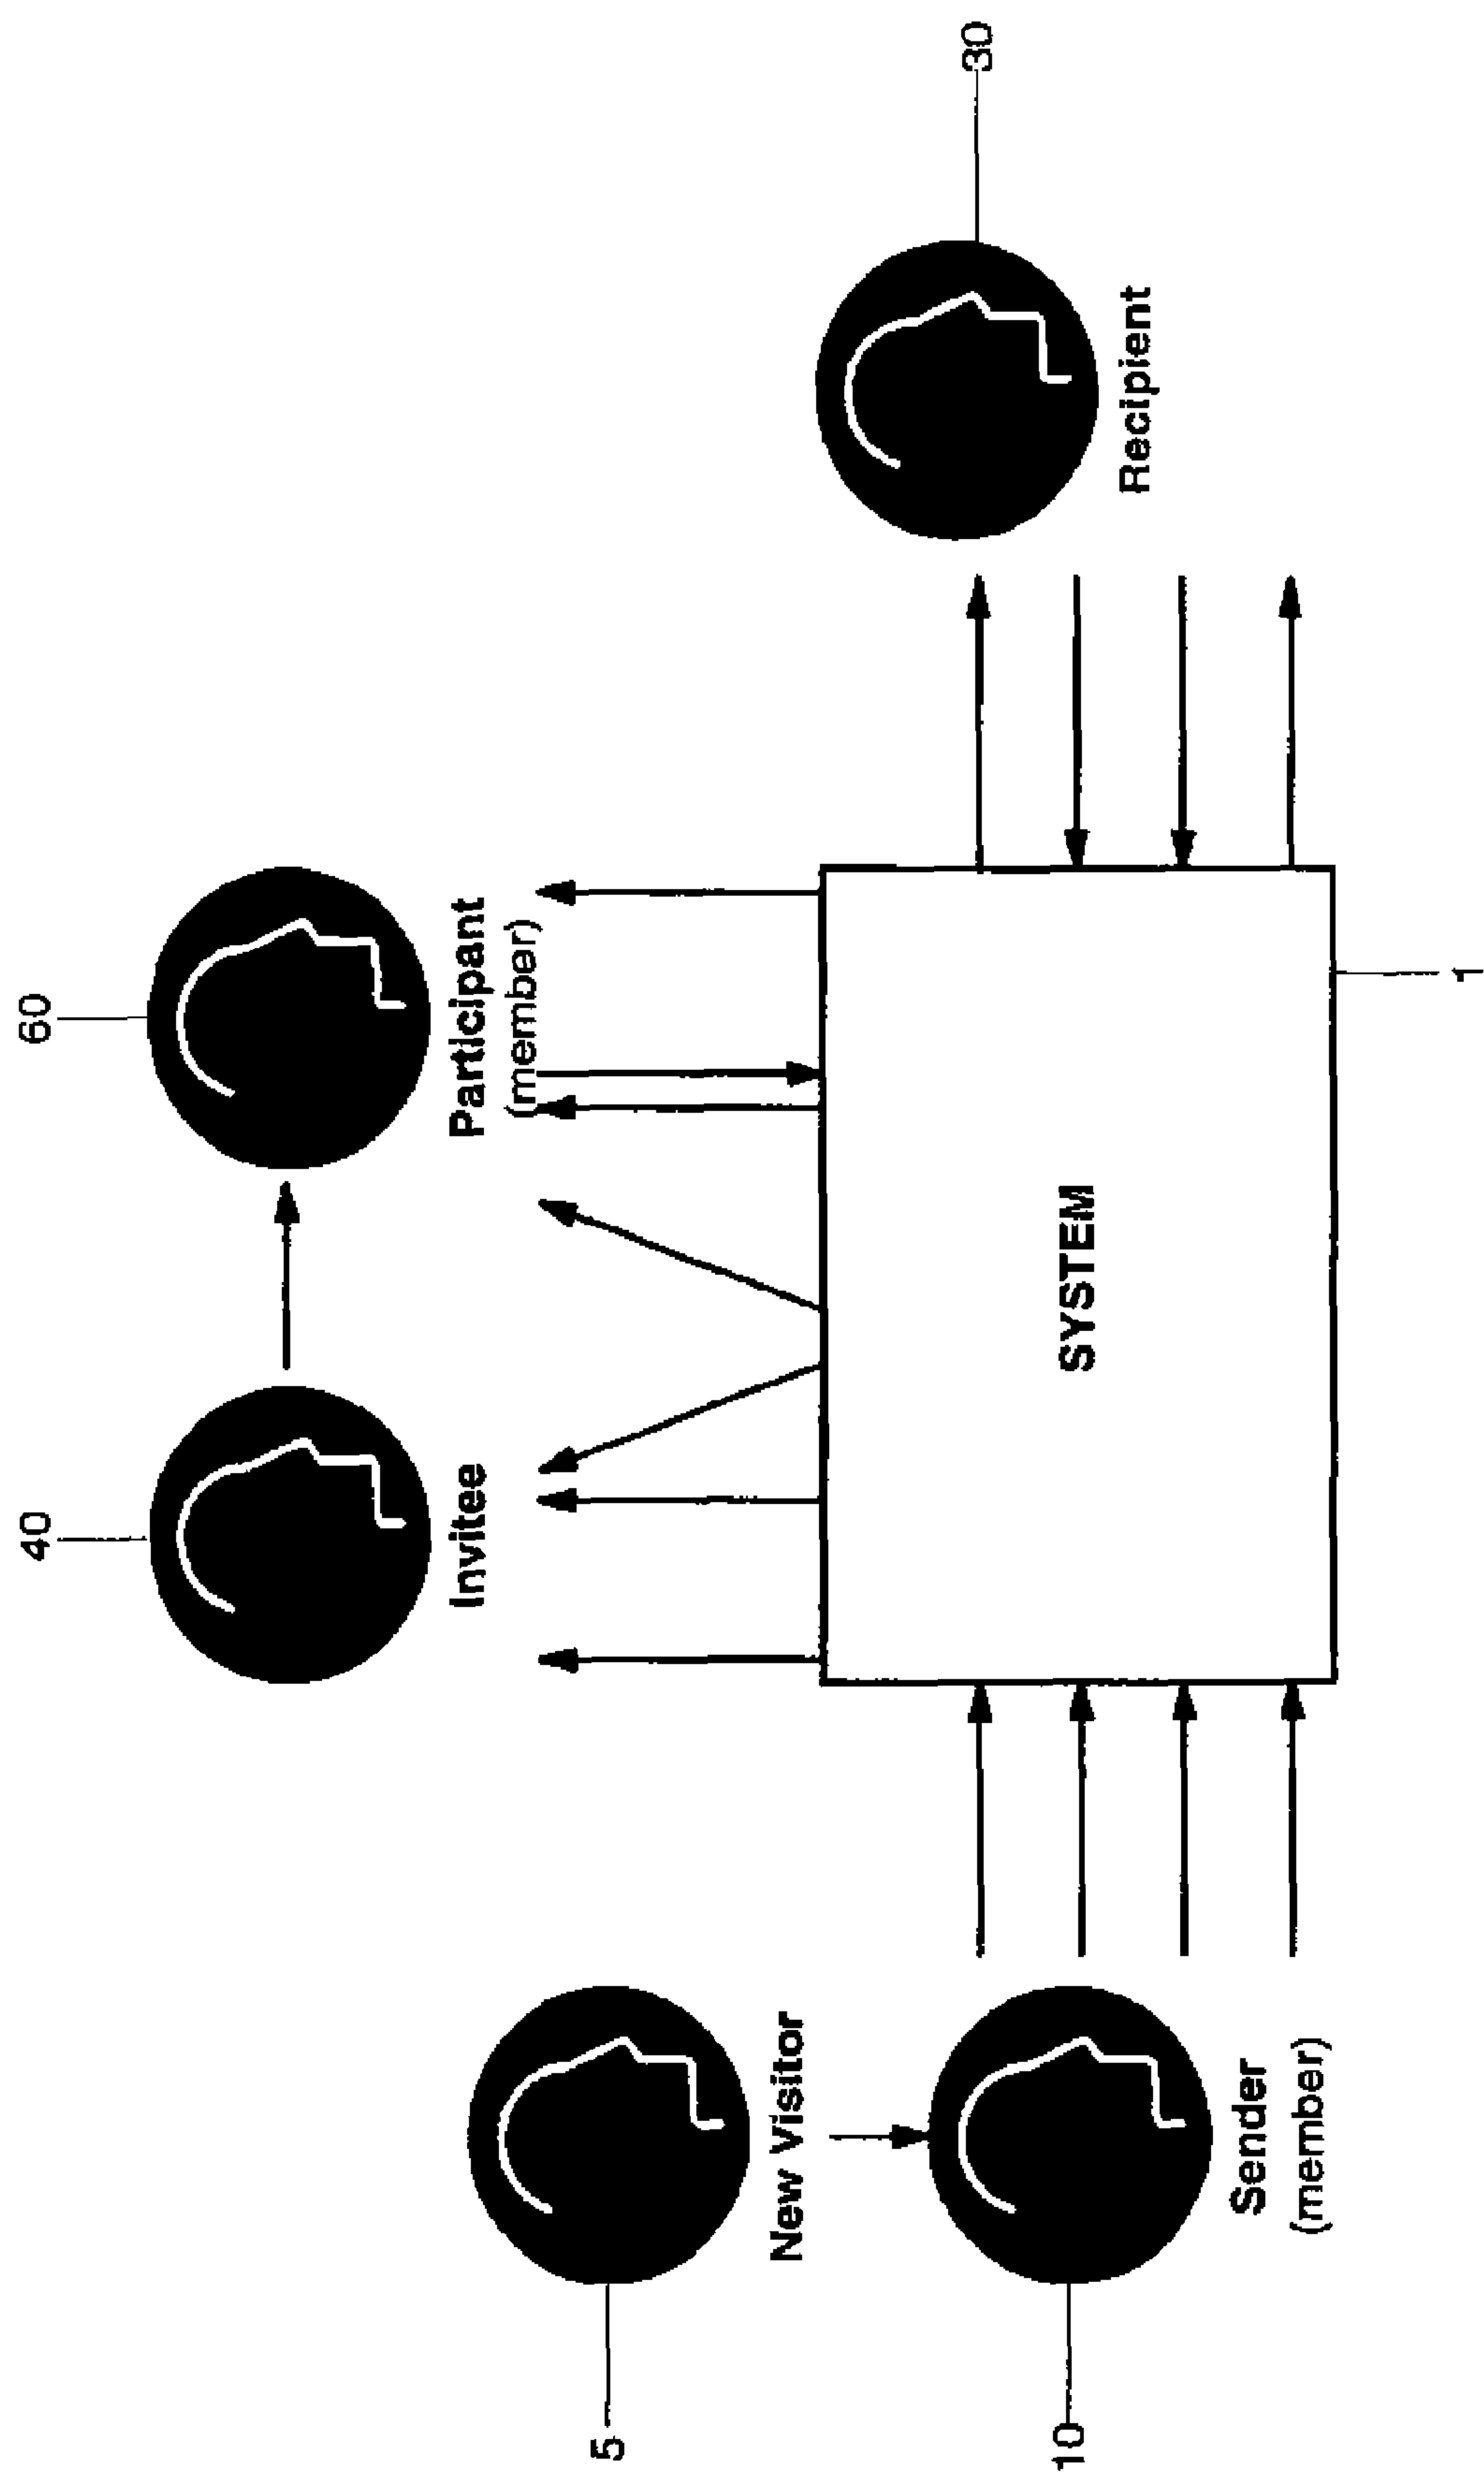 40
60
Invitee
Participant
(member)
5
New Visitor
30
Recipient
10
SYSTEM
Sender
(member)
1